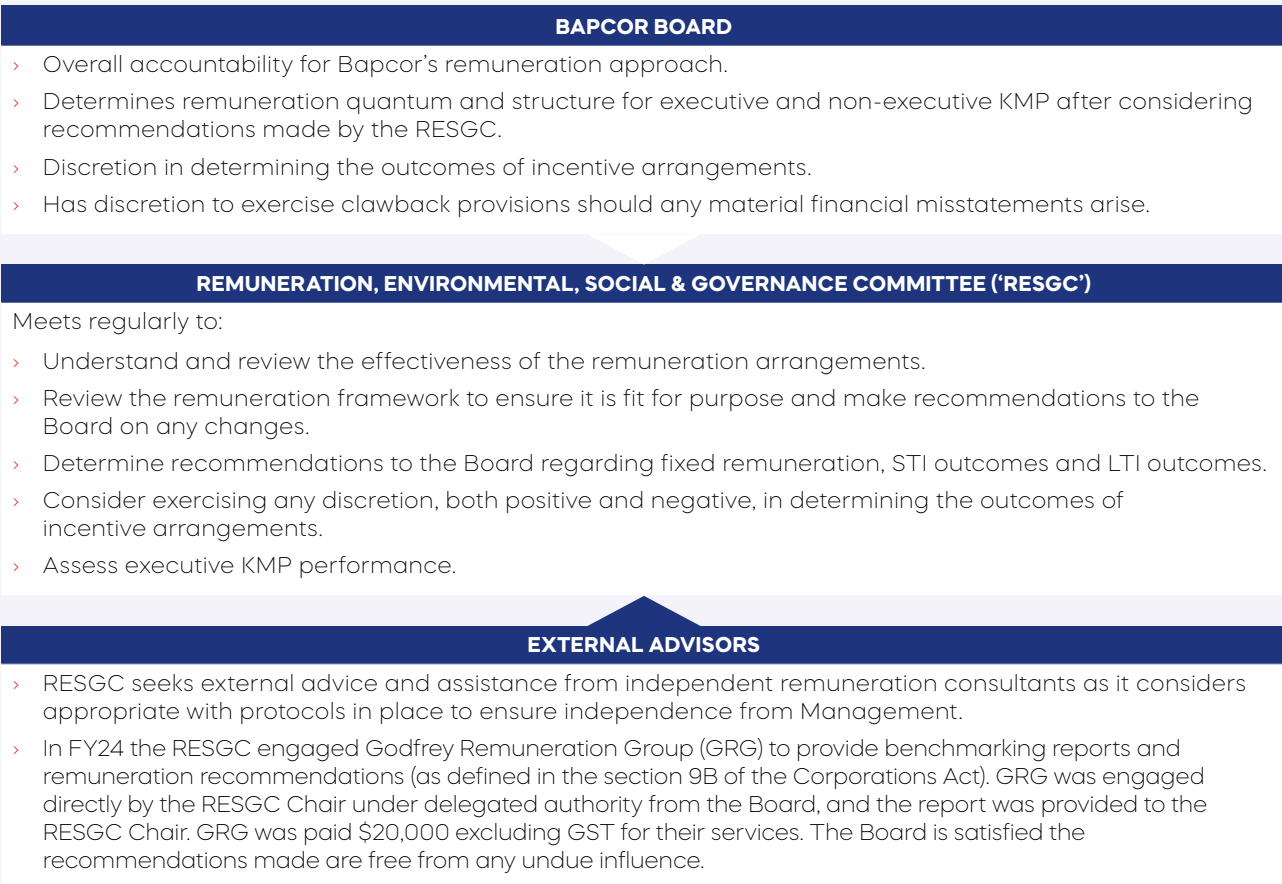 BAPCOR BOARD
› Overall accountability for Bapcor's remuneration approach.
› Determines remuneration quantum and structure for executive and non-executive KMP after considering
recommendations made by the RESGC.
› Discretion in determining the outcomes of incentive arrangements.
› Has discretion to exercise clawback provisions should any material financial misstatements arise.
REMUNERATION, ENVIRONMENTAL, SOCIAL & GOVERNANCE COMMITTEE ('RESGC')
Meets regularly to:
› Understand and review the effectiveness of the remuneration arrangements.
› Review the remuneration framework to ensure it is fit for purpose and make recommendations to the
Board on any changes.
› Determine recommendations to the Board regarding fixed remuneration, STI outcomes and LTI outcomes.
› Consider exercising any discretion, both positive and negative, in determining the outcomes of
incentive arrangements.
› Assess executive KMP performance.
EXTERNAL ADVISORS
› RESGC seeks external advice and assistance from independent remuneration consultants as it considers
appropriate with protocols in place to ensure independence from Management.
› In FY24 the RESGC engaged Godfrey Remuneration Group (GRG) to provide benchmarking reports and
remuneration recommendations (as defined in the section 9B of the Corporations Act). GRG was engaged
directly by the RESGC Chair under delegated authority from the Board, and the report was provided to the
RESGC Chair. GRG was paid $20,000 excluding GST for their services. The Board is satisfied the
recommendations made are free from any undue influence.